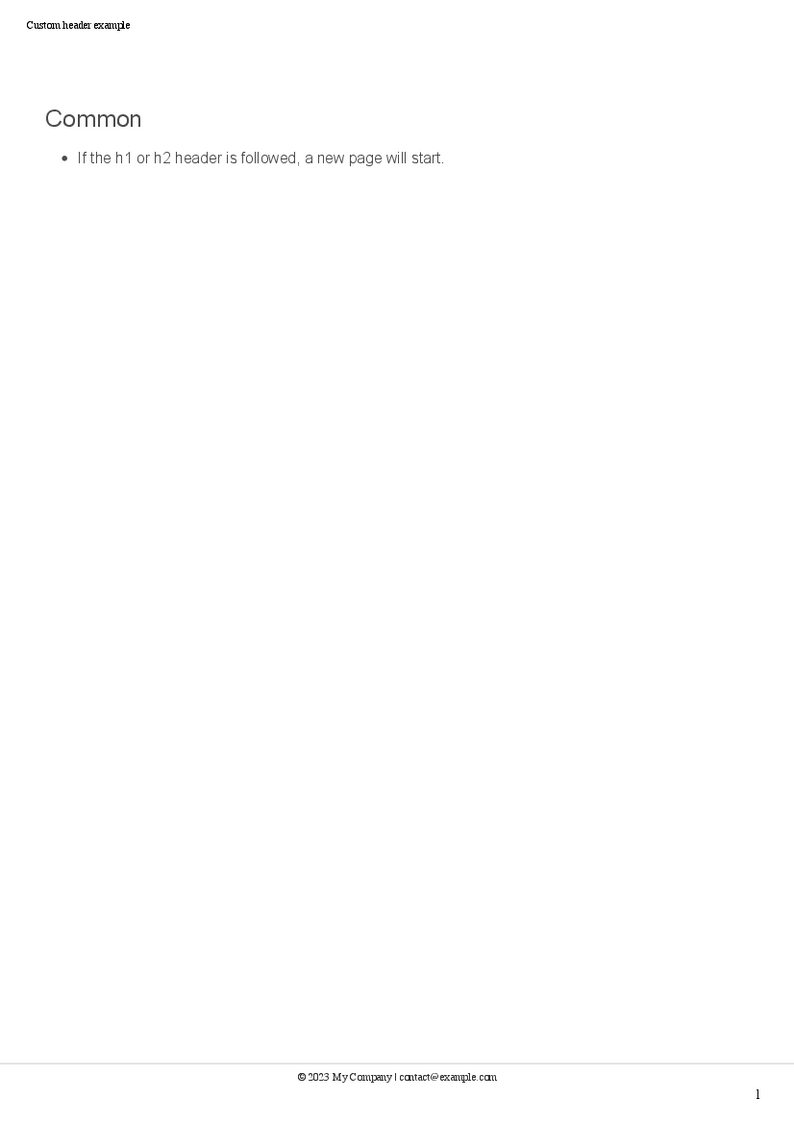 Custom header example
Common
• If the h1 or h2 header is followed, a new page will start.
© 2023 My Company | contact@example.com
1